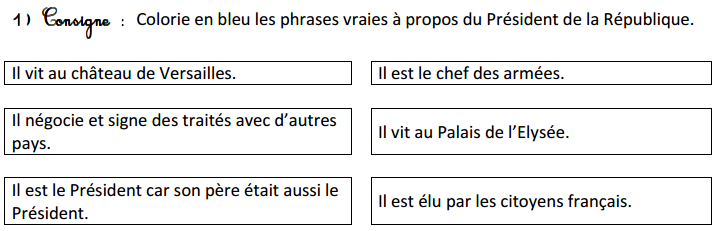 1) Consigne : Colorie en bleu les phrases vraies à propos du Président de la République.
Il vit au château de Versailles.
Il est le chef des armées.
Il négocie et signe des traités avec d'autres
pays.
Il vit au Palais de l'Elysée.
Il est le Président car son père était aussi le
Président.
Il est élu par les citoyens français.